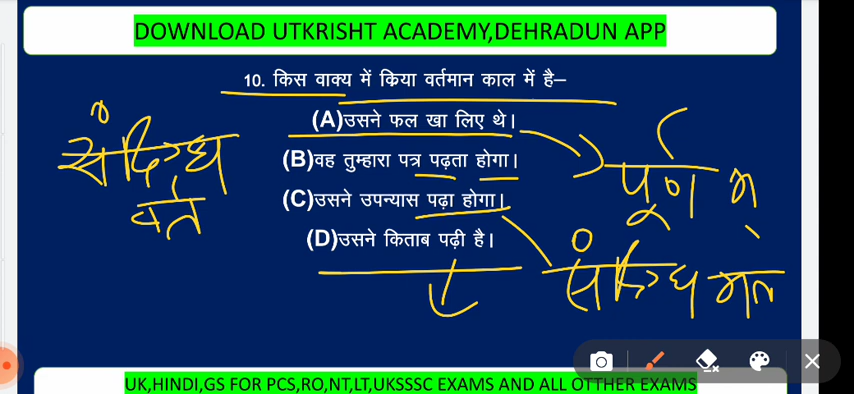 DOWNLOAD UTKRISHT ACADEMY,DEHRADUN APP
10. किस वाक्य में किया वर्तमान काल में है–
(A)उसने फल खा लिए थे।
(B)वह तुम्हारा पत्र पढ़ता होगा।
(C)उसने उपन्यास पढ़ा होगा।
(D)उसने किताब पढ़ी है।
संदिग्ध
वर्त
पूर्ण भू
संदिग्ध भूत
UK,HINDI,GS FOR PCS,RO,NT,LT,UKSSSC EXAMS AND ALL OTTHER EXAMS